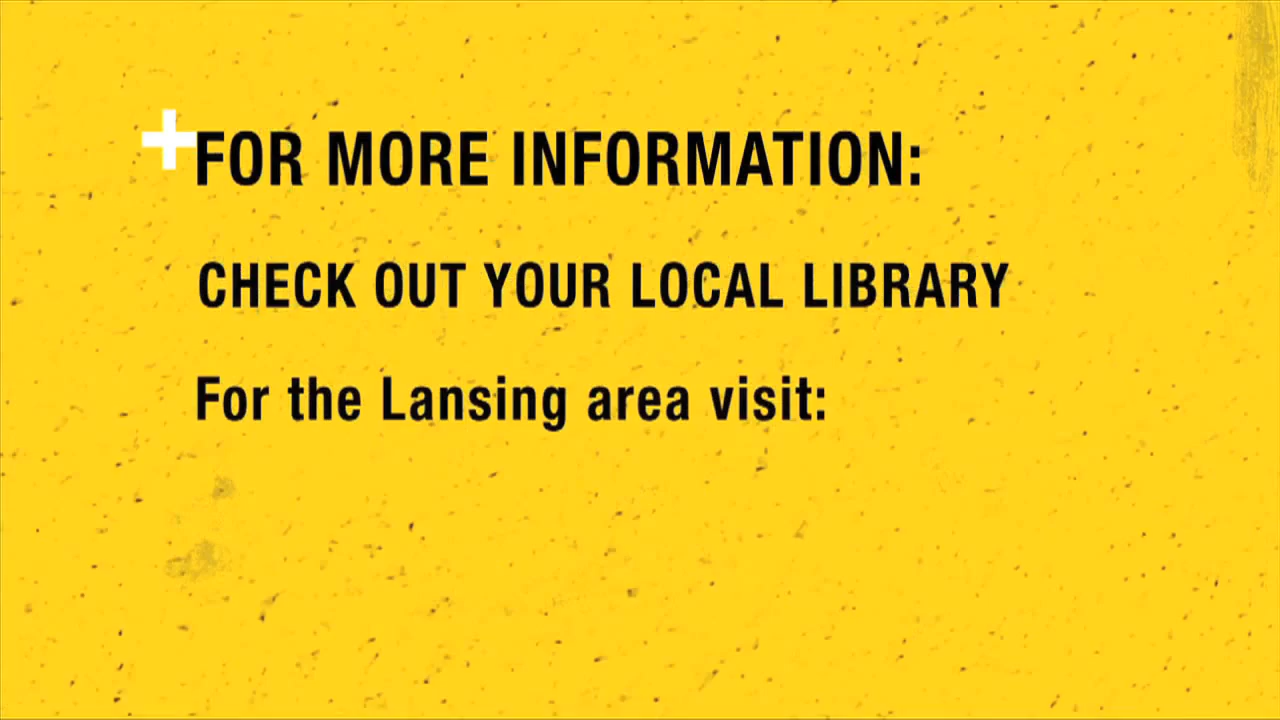 FOR MORE INFORMATION:
CHECK OUT YOUR LOCAL LIBRARY
For the Lansing area visit: